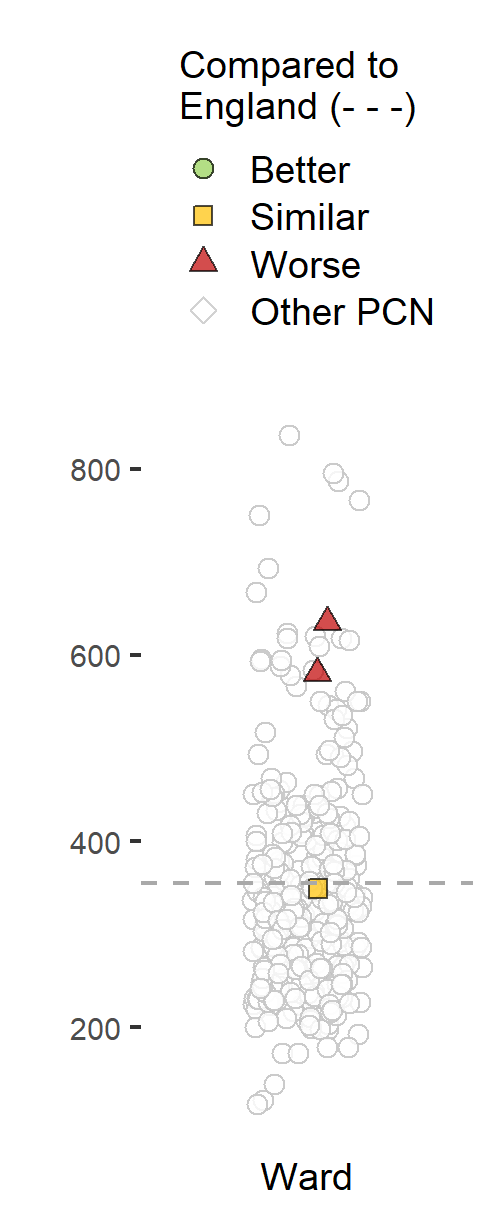 Compared to
England (- - -)
Better
Similar
Worse
Other PCN
800
600
400
200
Ward